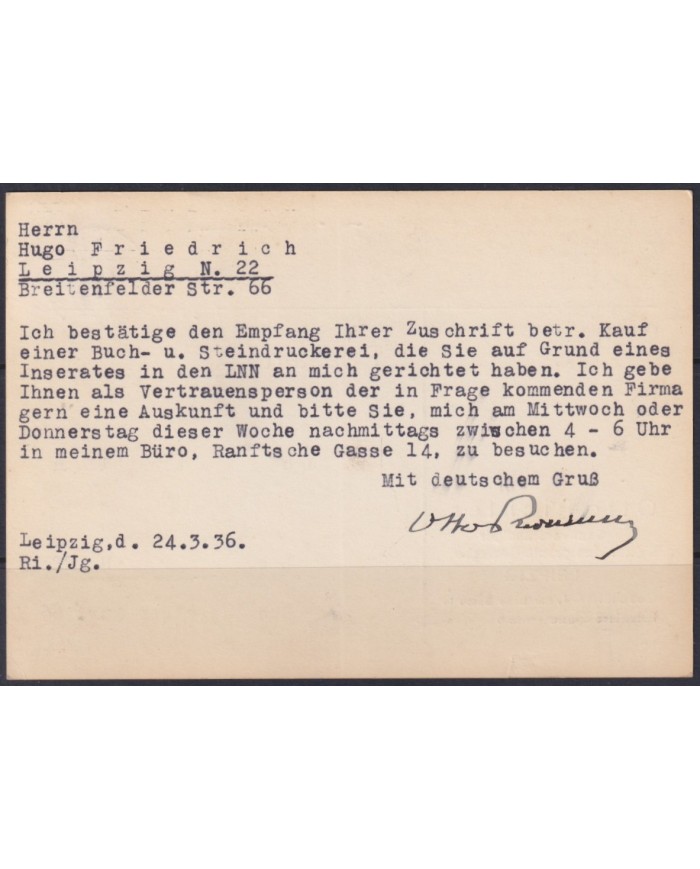 Herrn
Hugo F r i e d r i c h
L e i p z i g N. 22
Breitenfelder Str. 66
Ich bestätige den Empfang Ihrer Zuschrift betr. Kauf
einer Buch- u. Steindruckerei, die Sie auf Grund eines
Inserates in den LNN an mich gerichtet haben. Ich gebe
Ihnen als Vertrauensperson der in Frage kommenden Firma
gern eine Auskunft und bitte Sie, mich am Mittwoch oder
Donnerstag dieser Woche nachmittags zwischen 4 - 6 Uhr
in meinem Büro, Ranftsche Gasse 14, zu besuchen.
Mit deutschem Gruß
Otto
Leipzig,d. 24.3.36.
Ri./Jg.